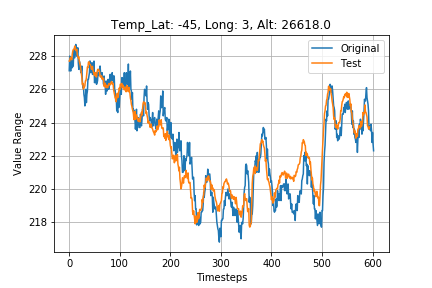 Temp_Lat: -45, Long: 3, Alt: 26618.0
Original
Test
Value Range
228
226
224
222
220
218
0 100 200 300 400 500 600
Timesteps